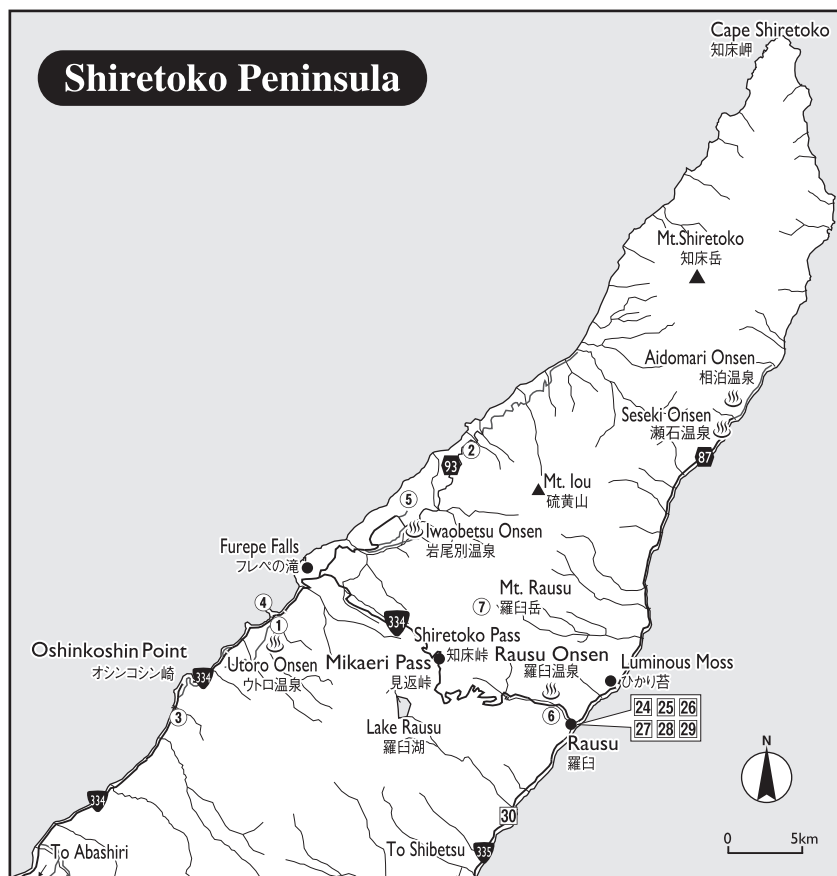 Shiretoko Peninsula
Cape Shiretoko
知床岬
Mt.Shiretoko
知床岳
Aidomari Onsen
相泊温泉
Seseki Onsen
瀬石温泉
87
2
93
Mt. Iou
硫黄山
5
Iwaobetsu Onsen
岩尾別温泉
Furepe Falls
フレペの滝
Mt. Rausu
羅臼岳
7
4
1
334
Shiretoko Pass
知床峠
Oshinkoshin Point
オシンコシン崎
334
Utoro Onsen
ウトロ温泉
Mikaeri Pass
見返峠
Rausu Onsen
羅臼温泉
Luminous Moss
ひかり苔
3
Lake Rausu
羅臼湖
6
24 25 26
27 28 29
Rausu
羅臼
N
334
30
0 5km
To Abashiri
To Shibetsu
335